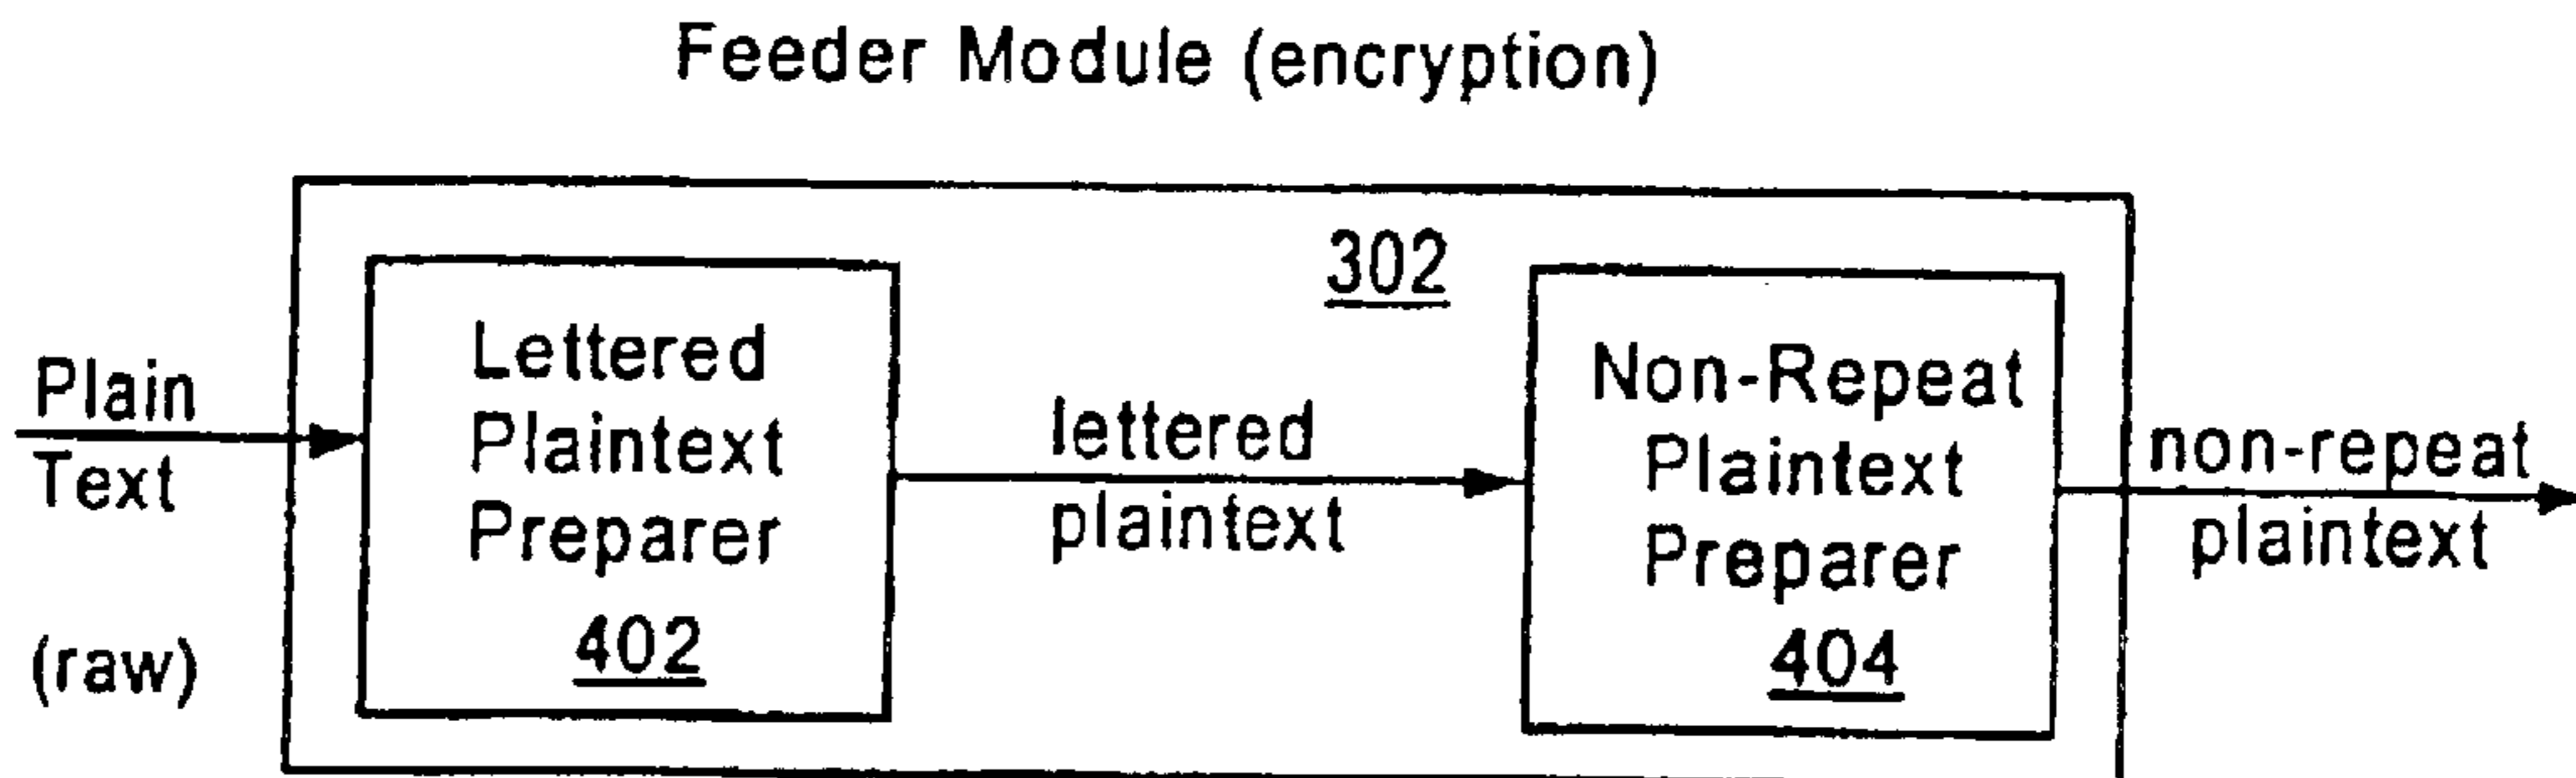 Feeder Module (encryption)
302
Plain
Text
(raw)
Lettered
Plaintext
Preparer
402
lettered
plaintext
Non-Repeat
Plaintext
Preparer
404
non-repeat
plaintext